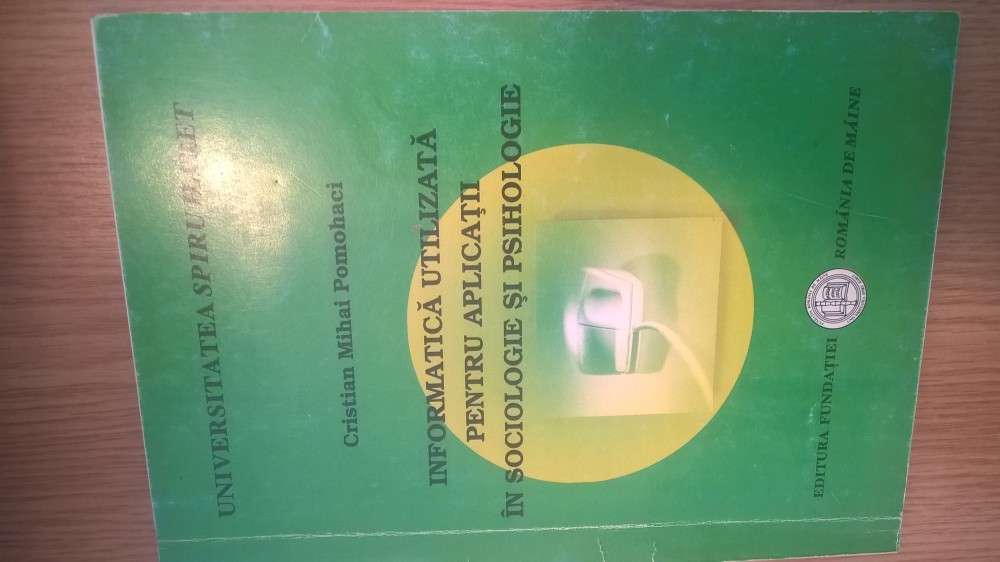 UNIVERSITATEA SPIRU HARET
Cristian Mihai Pomohaci
INFORMATICĂ UTILIZATĂ
PENTRU APLICAŢII
ÎN SOCIOLOGIE ŞI PSIHOLOGIE
EDITURA FUNDAŢIEI ROMÂNIA DE MÂINE